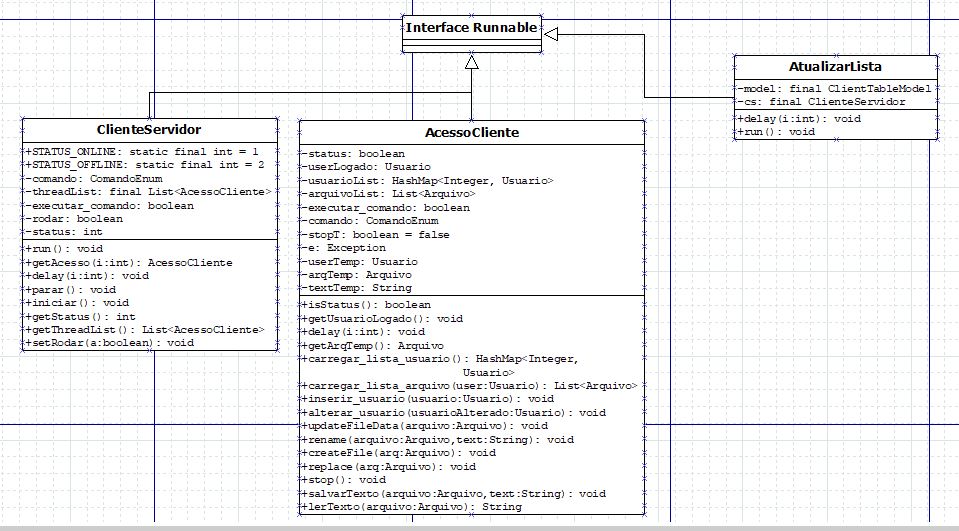 Interface Runnable
AtualizarLista
-model: final ClientTableModel
-cs: final ClienteServidor
+delay(i:int): void
+run(): void
ClienteServidor
+STATUS_ONLINE: static final int = 1
+STATUS_OFFLINE: static final int = 2
-comando: ComandoEnum
-threadList: final List<AcessoCliente>
-executar_comando: boolean
-rodar: boolean
-status: int
+run(): void
+getAcesso(i:int): AcessoCliente
+delay(i:int): void
+parar(): void
+iniciar(): void
+getStatus(): int
+getThreadList(): List<AcessoCliente>
+setRodar(a:boolean): void
AcessoCliente
-status: boolean
-userLogado: Usuario
-usuarioList: HashMap<Integer, Usuario>
-arquivoList: List<Arquivo>
-executar_comando: boolean
-comando: ComandoEnum
-stopT: boolean = false
-e: Exception
-userTemp: Usuario
-arqTemp: Arquivo
-textTemp: String
+isStatus(): boolean
+getUsuarioLogado(): void
+delay(i:int): void
+getArqTemp(): Arquivo
+carregar_lista_usuario(): HashMap<Integer,
Usuario>
+carregar_lista_arquivo(user:Usuario): List<Arquivo>
+inserir_usuario(usuario:Usuario): void
+alterar_usuario(usuarioAlterado:Usuario): void
+updateFileData(arquivo:Arquivo): void
+rename(arquivo:Arquivo,text:String): void
+createFile(arq:Arquivo): void
+replace(arq:Arquivo): void
+stop(): void
+salvarTexto(arquivo:Arquivo,text:String): void
+lerTexto(arquivo:Arquivo): String